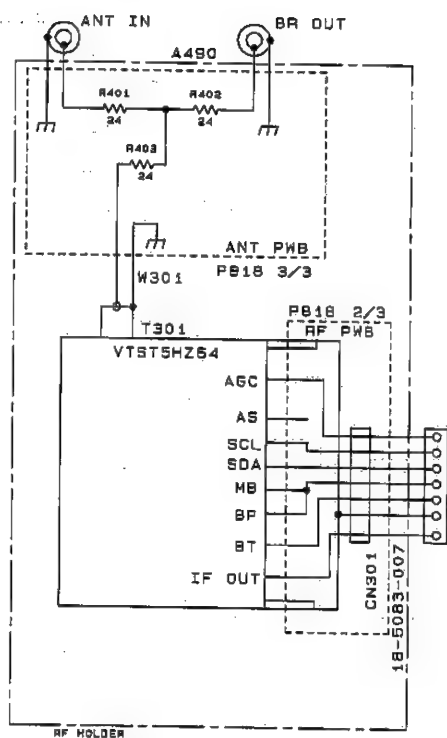 ANT IN
BR OUT
A490
R401
24
R402
24
R403
24
ANT PWB
PB18 3/3
W301
T301
VTST5HZ64
PB18 2/3
RF PWB
AGC
AS
SCL
SDA
MB
BP
BT
IF OUT
CN301
18-5083-007
RF HOLDER